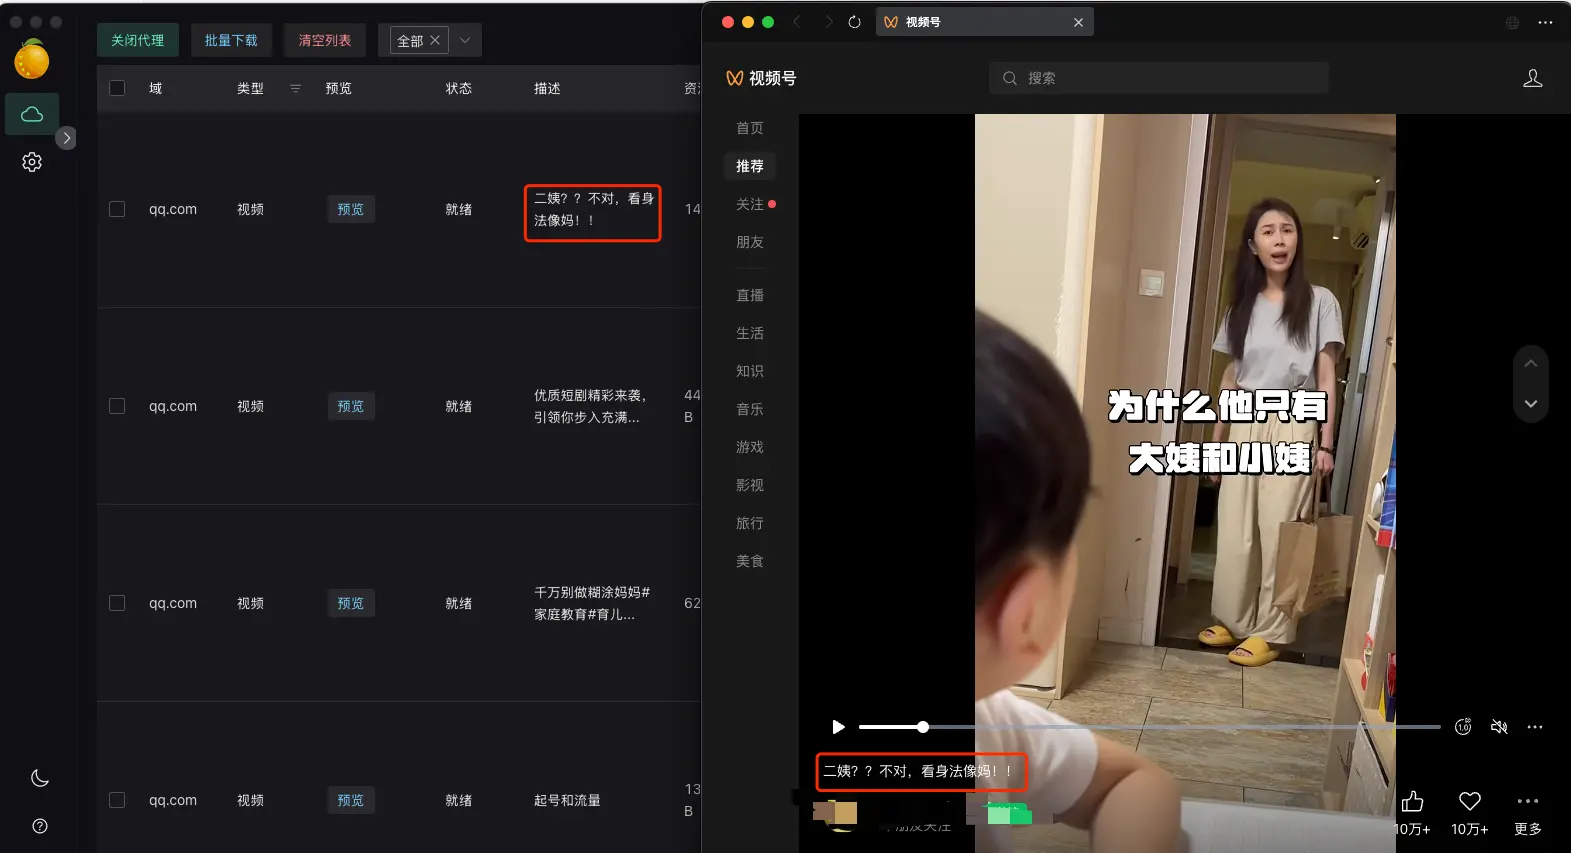 关闭代理
批量下载
清空列表
全部
域
类型
预览
状态
描述
qq.com
视频
预览
就绪
二姨？？不对，看身
法像妈！！
14
qq.com
视频
预览
就绪
优质短剧精彩来袭，
引领你步入充满...
44
B
qq.com
视频
预览
就绪
千万别做糊涂妈妈#
家庭教育#育儿...
62
qq.com
视频
预览
就绪
起号和流量
13
B
视频号
视频号
搜索
首页
推荐
关注
朋友
直播
生活
知识
音乐
游戏
影视
旅行
美食
为什么他只有
大姨和小姨
1.0
二姨？？不对，看身法像妈！！
10万+
10万+
更多